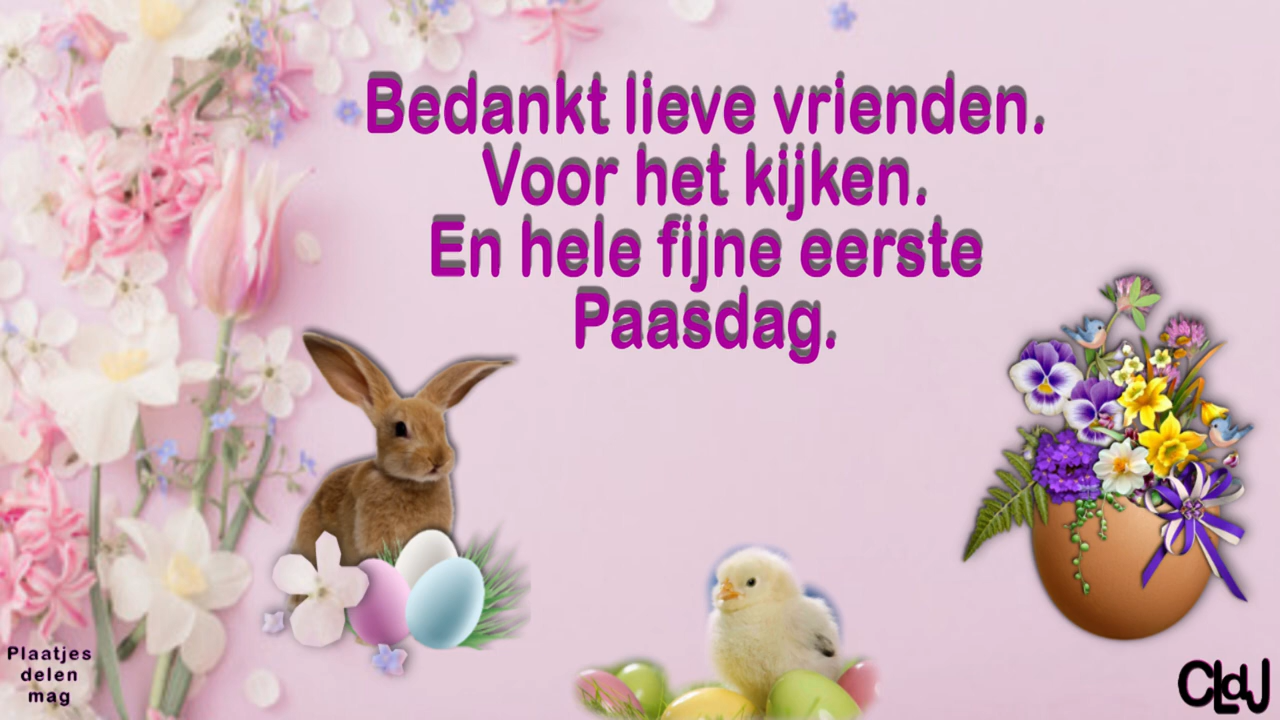 Bedankt lieve vrienden.
Voor het kijken.
En hele fijne eerste
Paasdag.
Plaatjes
delen
mag
CLdJ